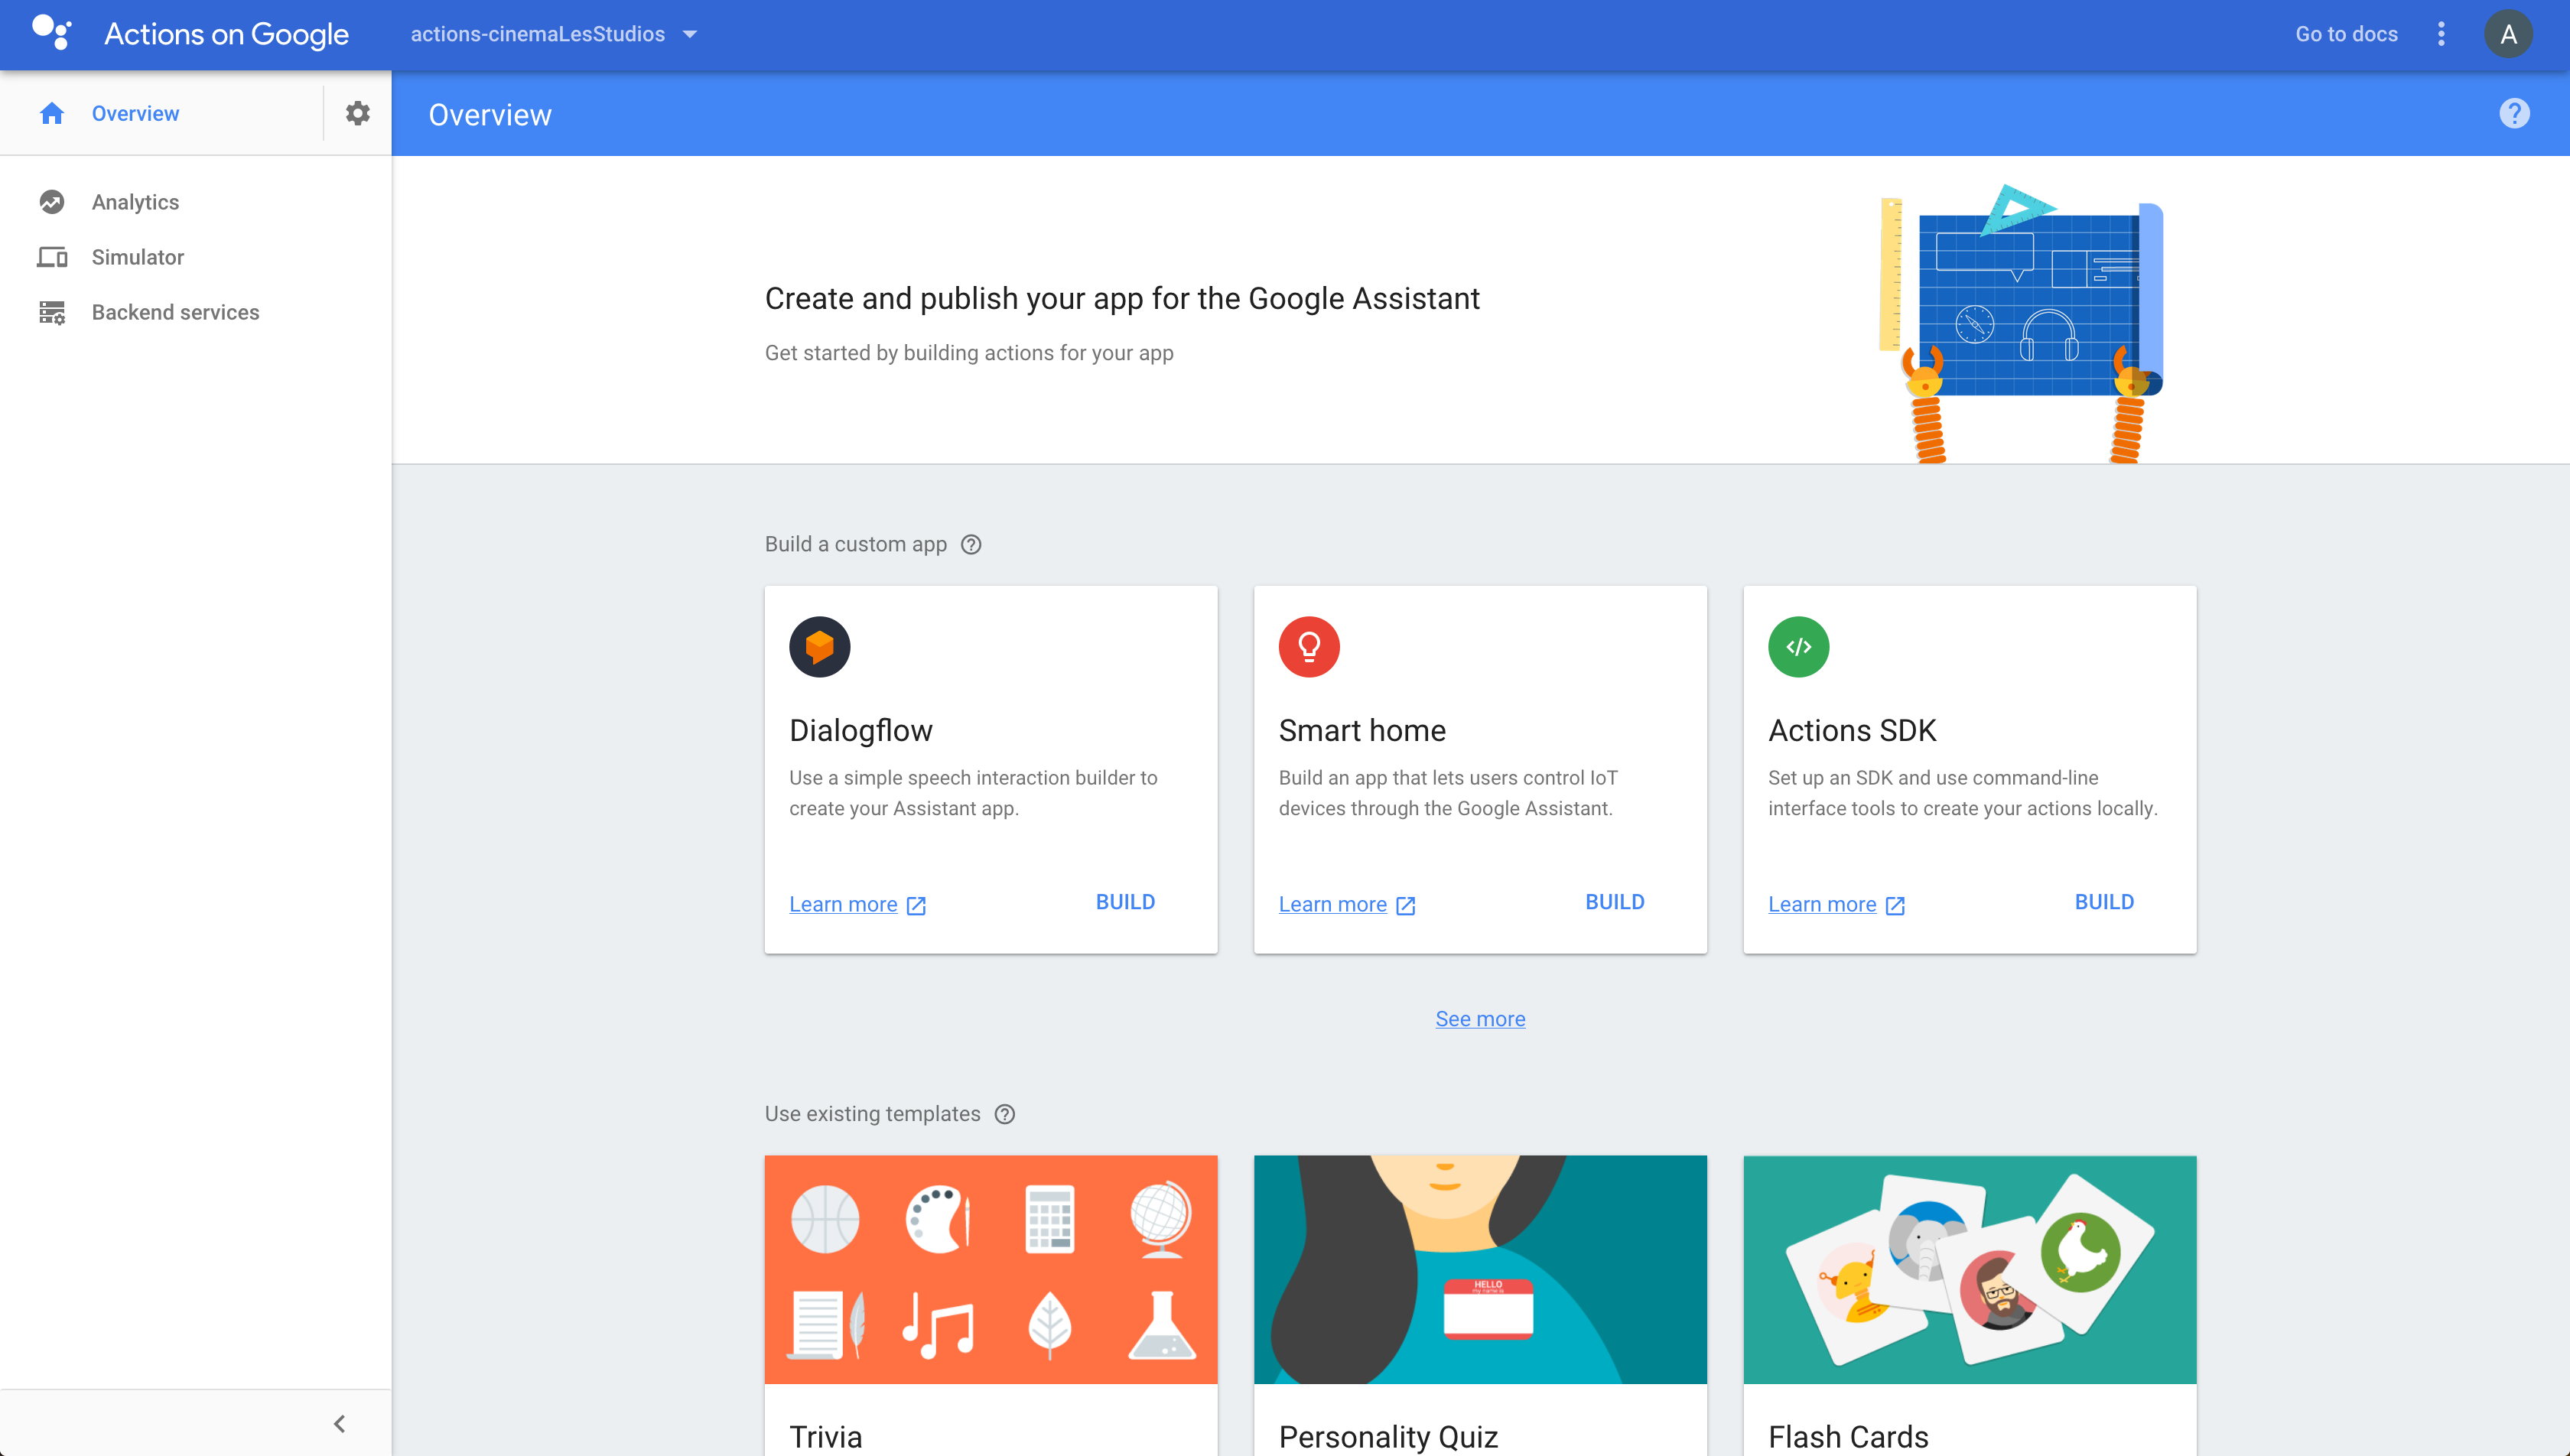 Actions on Google
actions-cinemaLesStudios
Go to docs
A
Overview
Overview
?
Analytics
Simulator
Backend services
Create and publish your app for the Google Assistant
Get started by building actions for your app
Build a custom app ?
Dialogflow
Use a simple speech interaction builder to
create your Assistant app.
Learn more
BUILD
Smart home
Build an app that lets users control IoT
devices through the Google Assistant.
Learn more
BUILD
</>
Actions SDK
Set up an SDK and use command-line
interface tools to create your actions locally.
Learn more
BUILD
See more
Use existing templates ?
HELLO
my name is
Trivia
Personality Quiz
Flash Cards